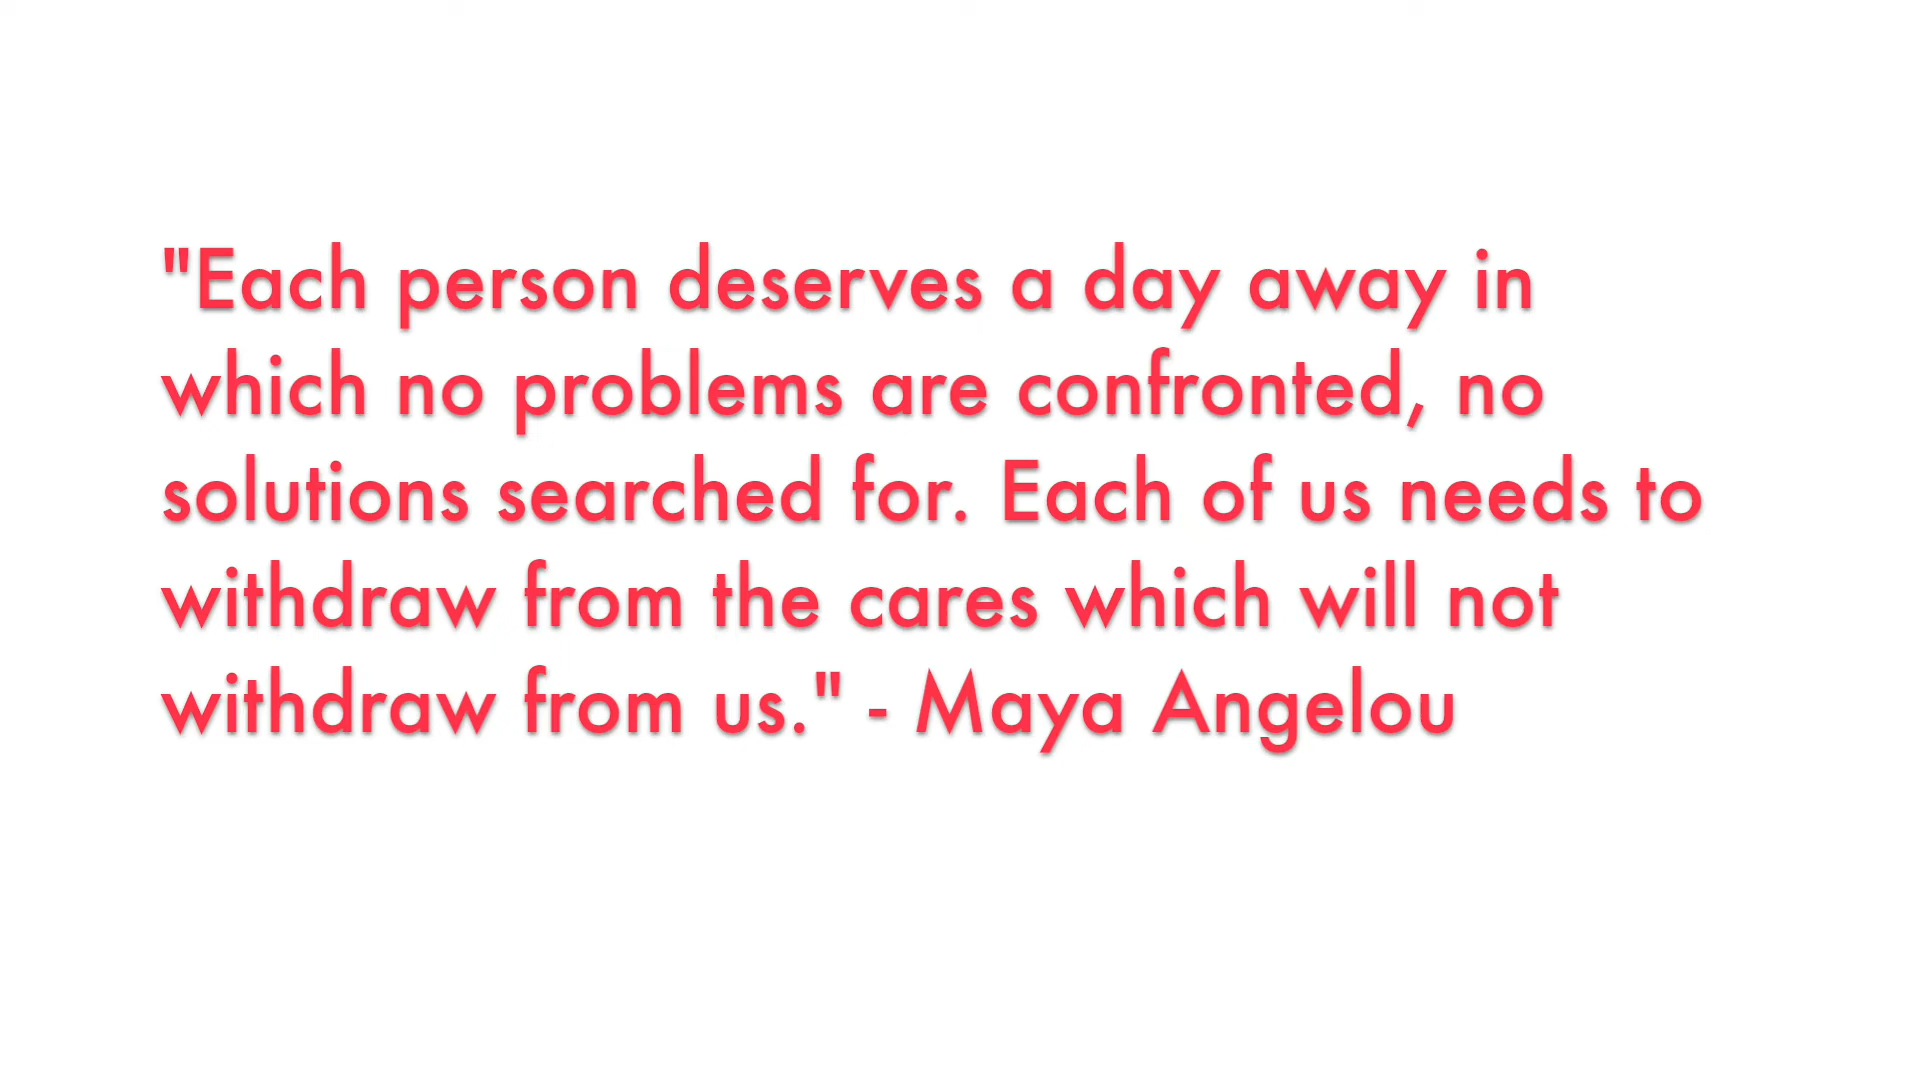 "Each person deserves a day away in
which no problems are confronted, no
solutions searched for. Each of us needs to
withdraw from the cares which will not
withdraw from us." - Maya Angelou